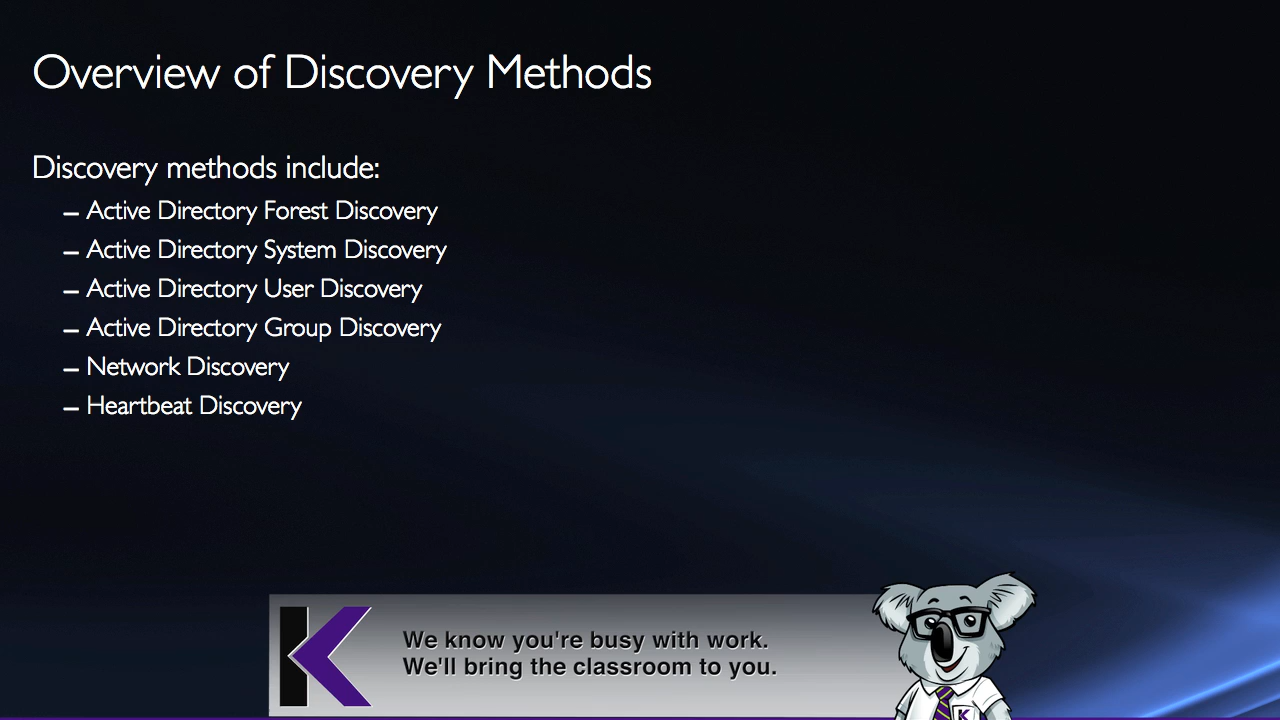 Overview of Discovery Methods
Discovery methods include:
– Active Directory Forest Discovery
– Active Directory System Discovery
– Active Directory User Discovery
– Active Directory Group Discovery
– Network Discovery
– Heartbeat Discovery
K
We know you're busy with work.
We'll bring the classroom to you.
K